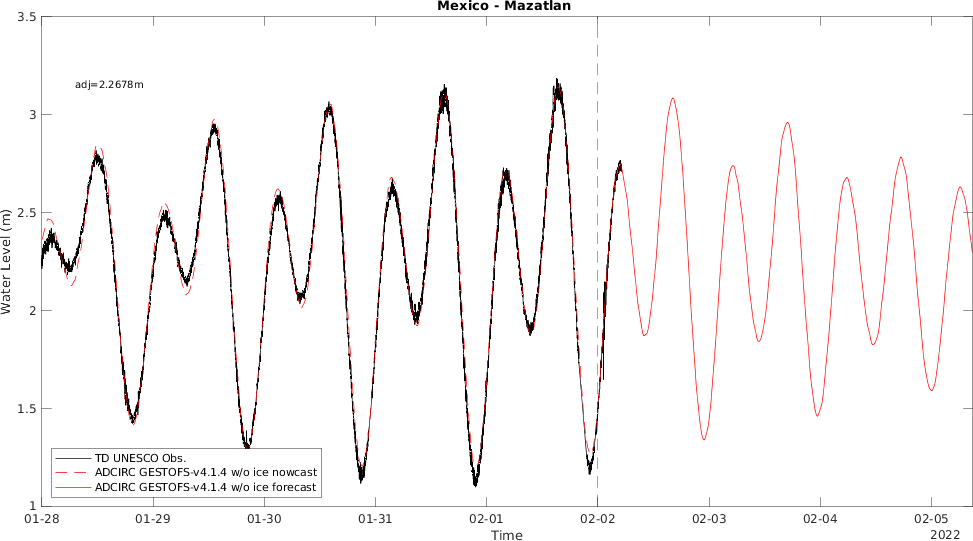 Mexico - Mazatlan
3.5
adj=2.2678m
3
2.5
Water Level (m)
2
1.5
TD UNESCO Obs.
ADCIRC GESTOFS-v4.1.4 w/o ice nowcast
ADCIRC GESTOFS-v4.1.4 w/o ice forecast
1
01-28 01-29 01-30 01-31 02-01 02-02 02-03 02-04 02-05
Time
2022